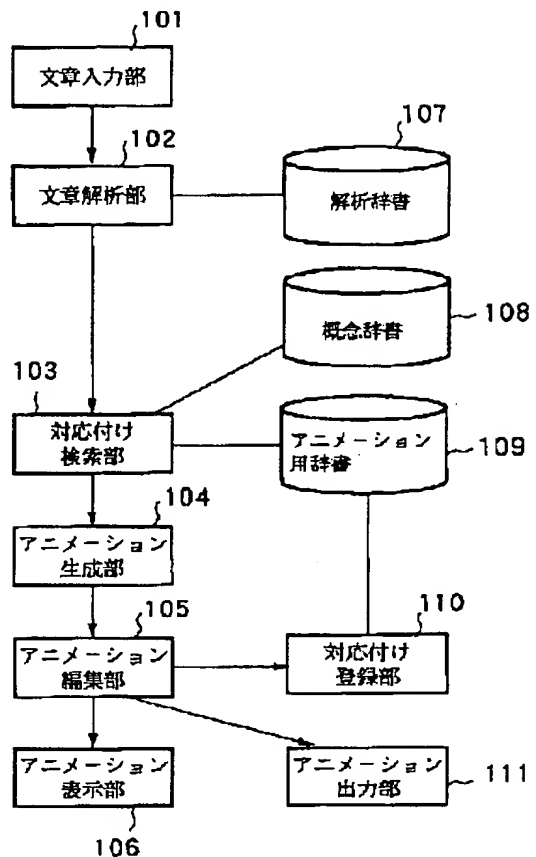 101
文章入力部
102
文章解析部
107
解析辞書
概念辞書
108
103
対応付け
検索部
アニメーション
用辞書
109
104
アニメーション
生成部
105
アニメーション
編集部
110
対応付け
登録部
アニメーション
表示部
106
アニメーション
出力部
111